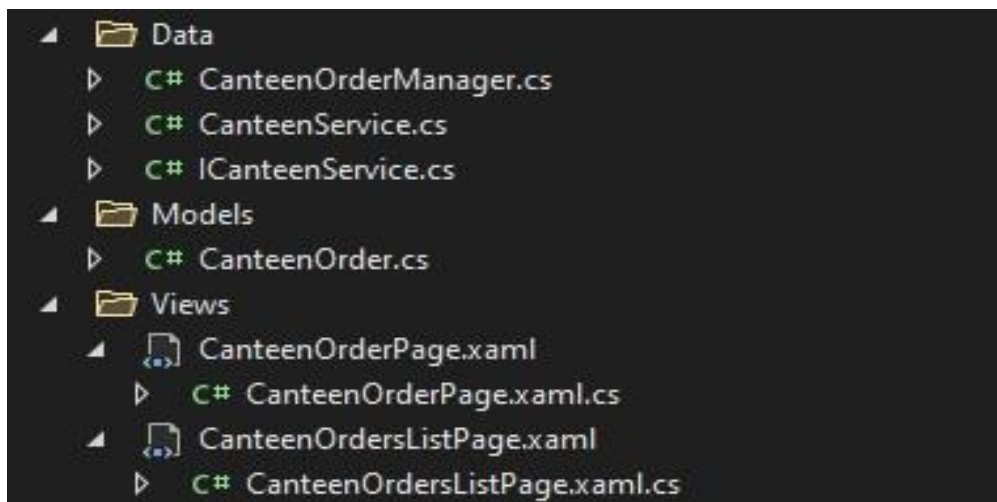 Data
C# CanteenOrderManager.cs
C# CanteenService.cs
C# ICanteenService.cs
Models
C# CanteenOrder.cs
Views
CanteenOrderPage.xaml
C# CanteenOrderPage.xaml.cs
CanteenOrdersListPage.xaml
C# CanteenOrdersListPage.xaml.cs